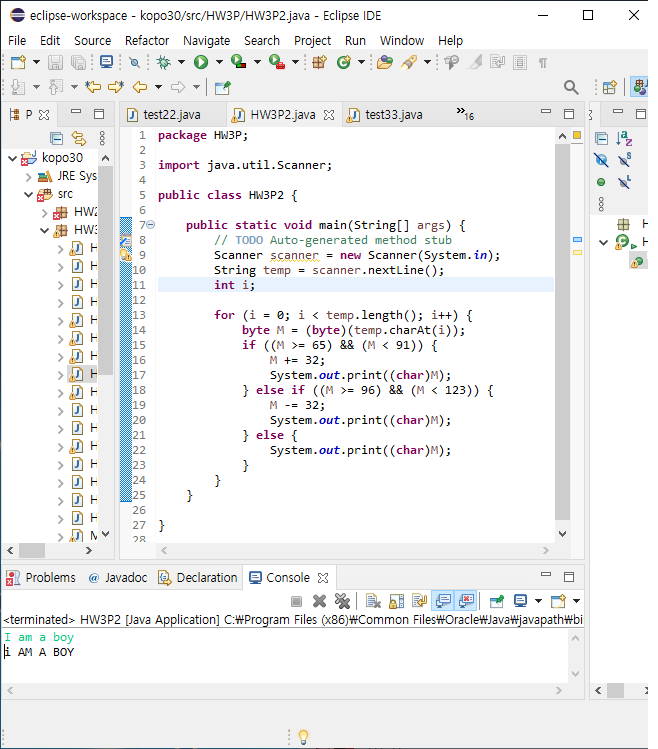 eclipse-workspace - kopo30/src/HW3P/HW3P2.java - Eclipse IDE
File Edit Source Refactor Navigate Search Project Run Window Help
P
test22.java HW3P2.java test33.java 16
kopo30
JRE Sys
src
HW2
HW3
1 package HW3P;
2
3 import java.util.Scanner;
4
5 public class HW3P2 {
6
7 public static void main(String[] args) {
8 // TODO Auto-generated method stub
9 Scanner scanner = new Scanner(System.in);
10 String temp = scanner.nextLine();
11 int i;
12
13 for (i = 0; i < temp.length(); i++) {
14 byte M = (byte)(temp.charAt(i));
15 if ((M >= 65) && (M < 91)) {
16 M += 32;
17 System.out.print((char)M);
18 } else if ((M >= 96) && (M < 123)) {
19 M -= 32;
20 System.out.print((char)M);
21 } else {
22 System.out.print((char)M);
23 }
24 }
25 }
26
27 }
28
Problems @ Javadoc Declaration Console
<terminated> HW3P2 [Java Application] C:₩Program Files (x86)₩Common Files₩Oracle₩Java₩javapath₩bi
I am a boy
i AM A BOY